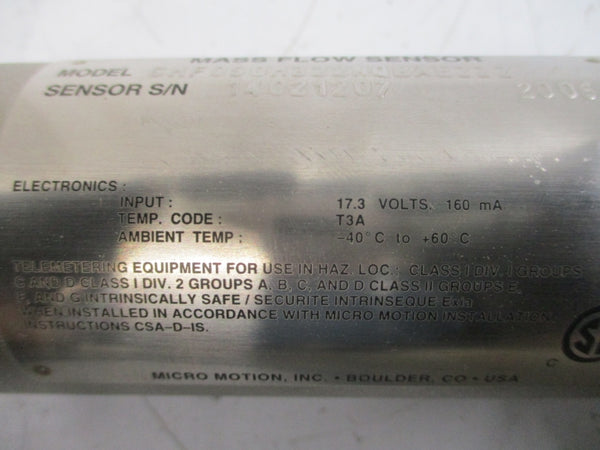 MASS FLOW SENSOR
MODEL
SENSOR S/N 14021207 2003
ELECTRONICS :
INPUT : 17.3 VOLTS, 160 mA
TEMP. CODE : T3A
AMBIENT TEMP : -40°C to +60°C
TELEMETERING EQUIPMENT FOR USE IN HAZ. LOC.: CLASS I DIV. I GROUPS
C AND D CLASS I DIV. 2 GROUPS A, B, C, AND D CLASS II GROUPS E,
F, AND G INTRINSICALLY SAFE / SECURITE INTRINSEQUE Exia
WHEN INSTALLED IN ACCORDANCE WITH MICRO MOTION INSTALLATION
INSTRUCTIONS CSA-D-IS.
C
MICRO MOTION, INC. • BOULDER, CO • USA